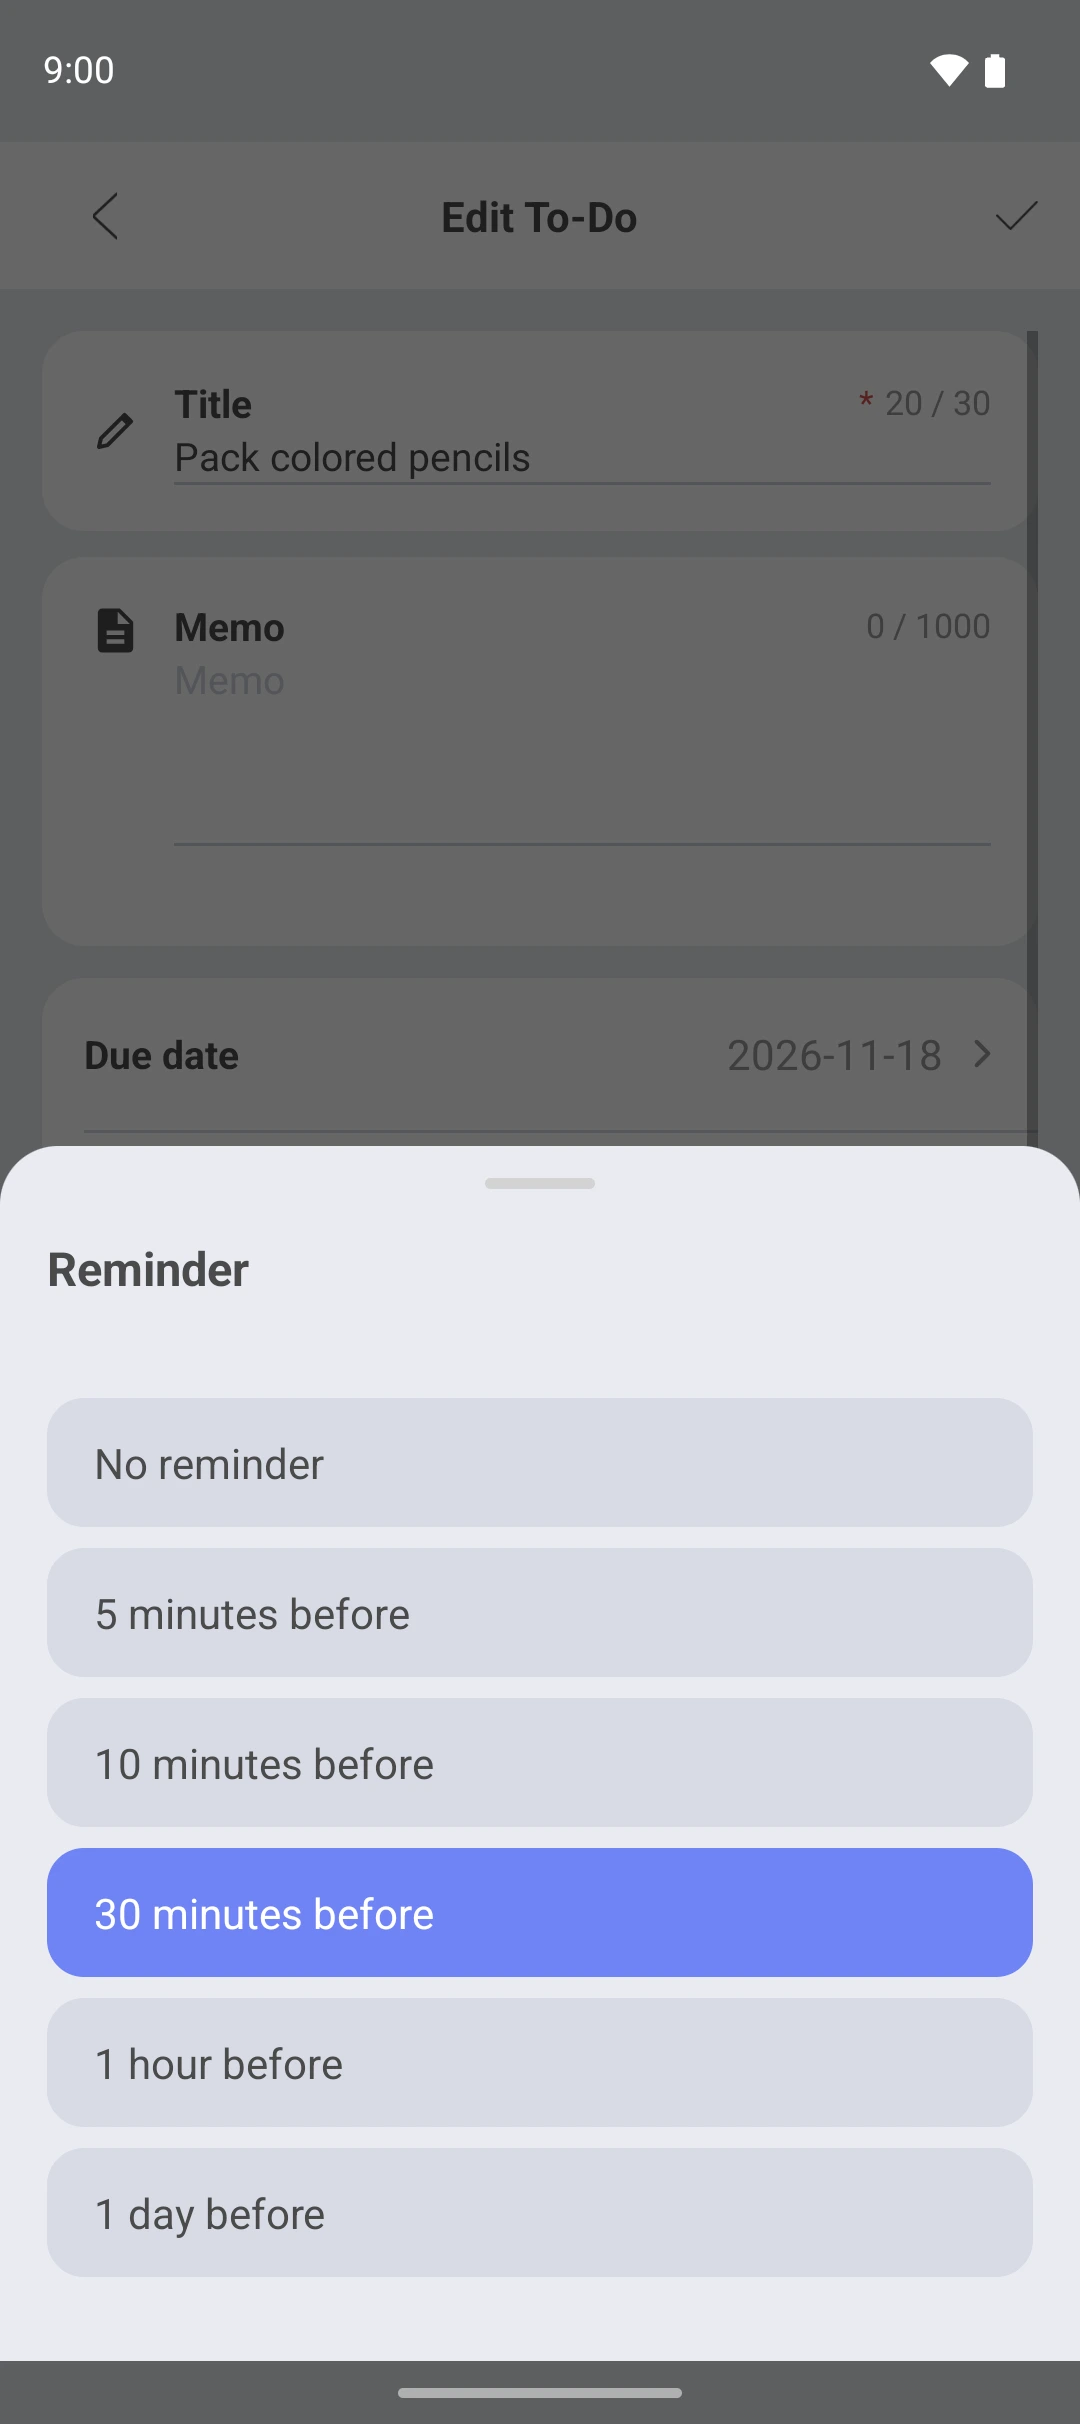 9:00
Edit To-Do
Title
* 20 / 30
Pack colored pencils
Memo
0 / 1000
Memo
Due date
2026-11-18
Reminder
No reminder
5 minutes before
10 minutes before
30 minutes before
1 hour before
1 day before